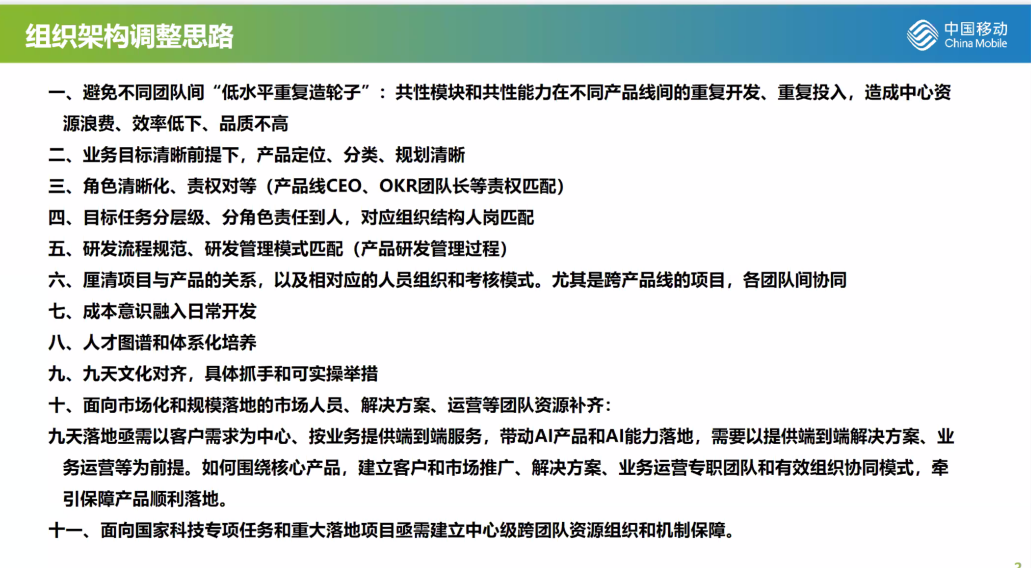 组织架构调整思路
中国移动
China Mobile
一、避免不同团队间“低水平重复造轮子”：共性模块和共性能力在不同产品线间的重复开发、重复投入，造成中心资
源浪费、效率低下、品质不高
二、业务目标清晰前提下，产品定位、分类、规划清晰
三、角色清晰化、责权对等（产品线CEO、OKR团队长等责权匹配）
四、目标任务分层级、分角色责任到人，对应组织结构人岗匹配
五、研发流程规范、研发管理模式匹配（产品研发管理过程）
六、厘清项目与产品的关系，以及相对应的人员组织和考核模式。尤其是跨产品线的项目，各团队间协同
七、成本意识融入日常开发
八、人才图谱和体系化培养
九、九天文化对齐，具体抓手和可实操举措
十、面向市场化和规模落地的市场人员、解决方案、运营等团队资源补齐：
九天落地亟需以客户需求为中心、按业务提供端到端服务，带动AI产品和AI能力落地，需要以提供端到端解决方案、业
务运营等为前提。如何围绕核心产品，建立客户和市场推广、解决方案、业务运营专职团队和有效组织协同模式，牵
引保障产品顺利落地。
十一、面向国家科技专项任务和重大落地项目亟需建立中心级跨团队资源组织和机制保障。
2